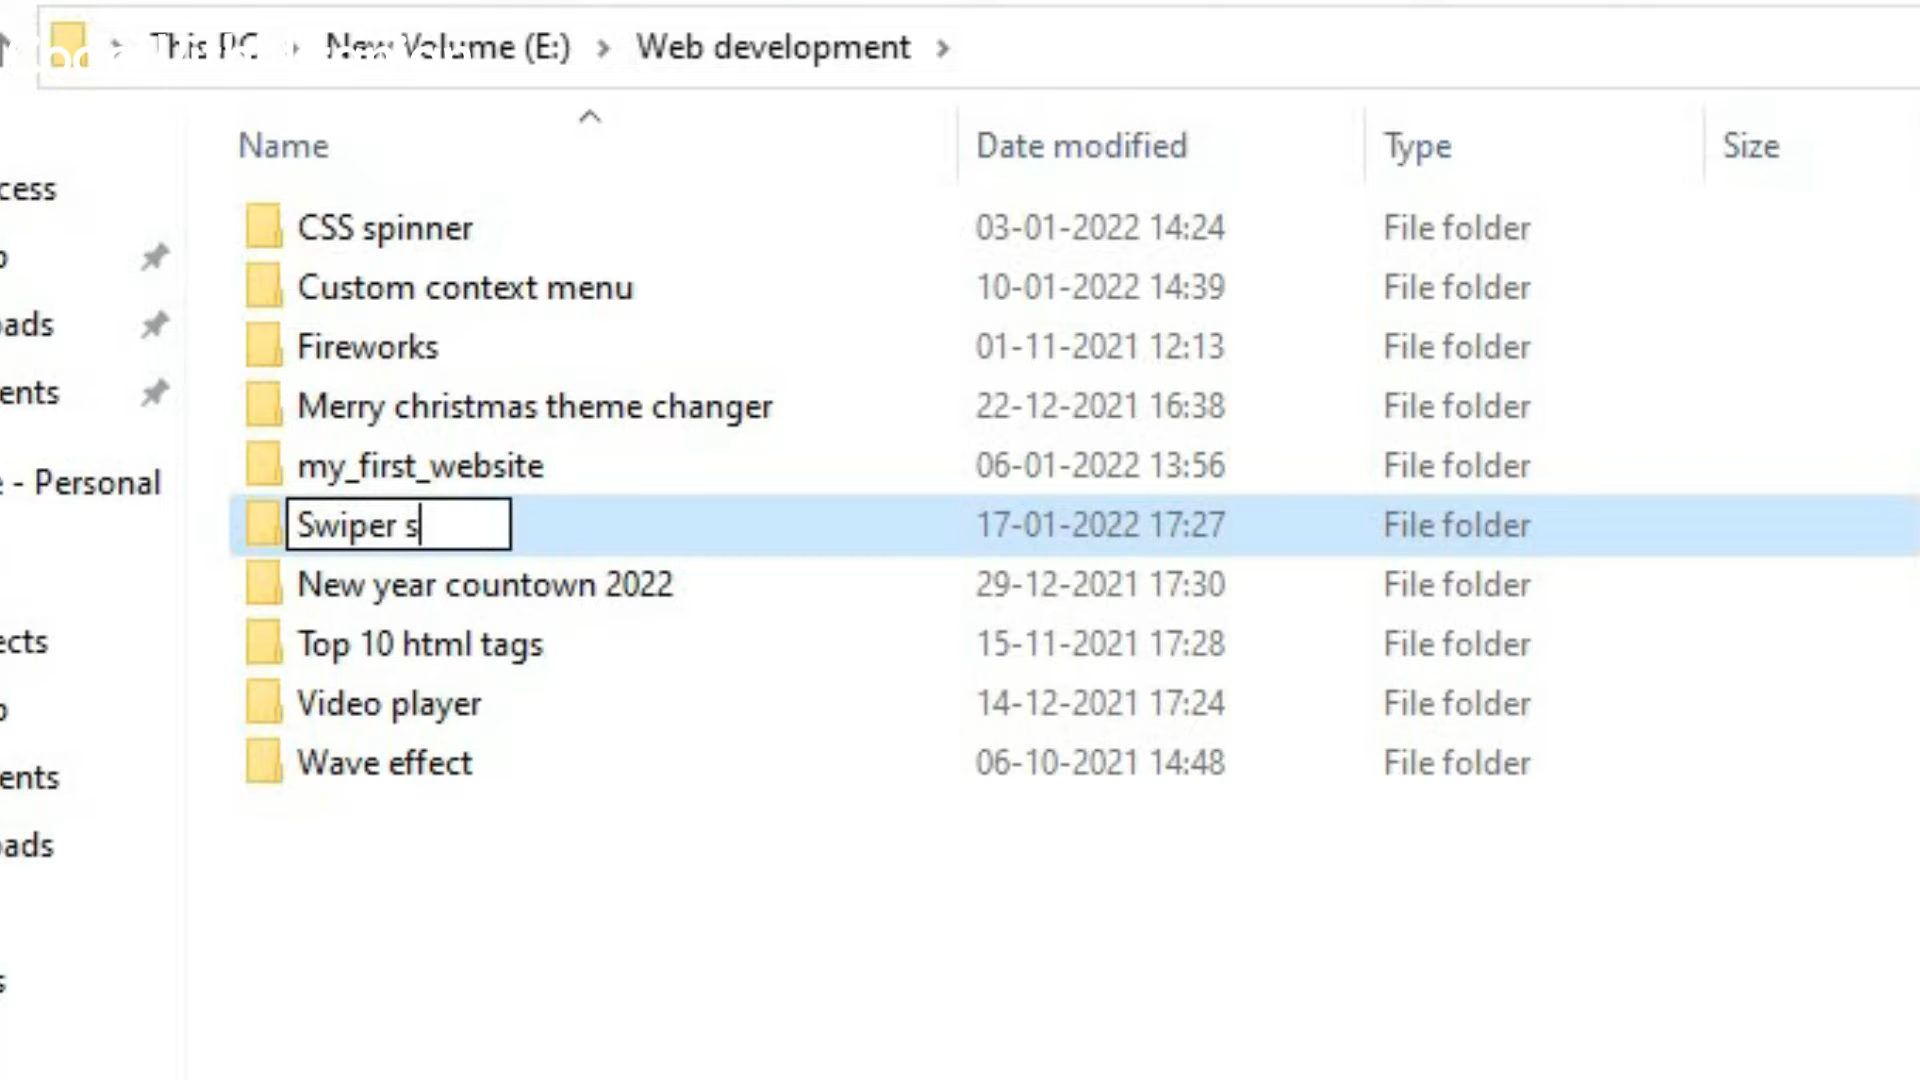 This PC > New Volume (E:) > Web development >
Name Date modified Type Size
cess
CSS spinner 03-01-2022 14:24 File folder
Custom context menu 10-01-2022 14:39 File folder
oads
Fireworks 01-11-2021 12:13 File folder
ents
Merry christmas theme changer 22-12-2021 16:38 File folder
my_first_website 06-01-2022 13:56 File folder
e - Personal
Swiper s 17-01-2022 17:27 File folder
New year countown 2022 29-12-2021 17:30 File folder
ects
Top 10 html tags 15-11-2021 17:28 File folder
Video player 14-12-2021 17:24 File folder
ents
Wave effect 06-10-2021 14:48 File folder
oads